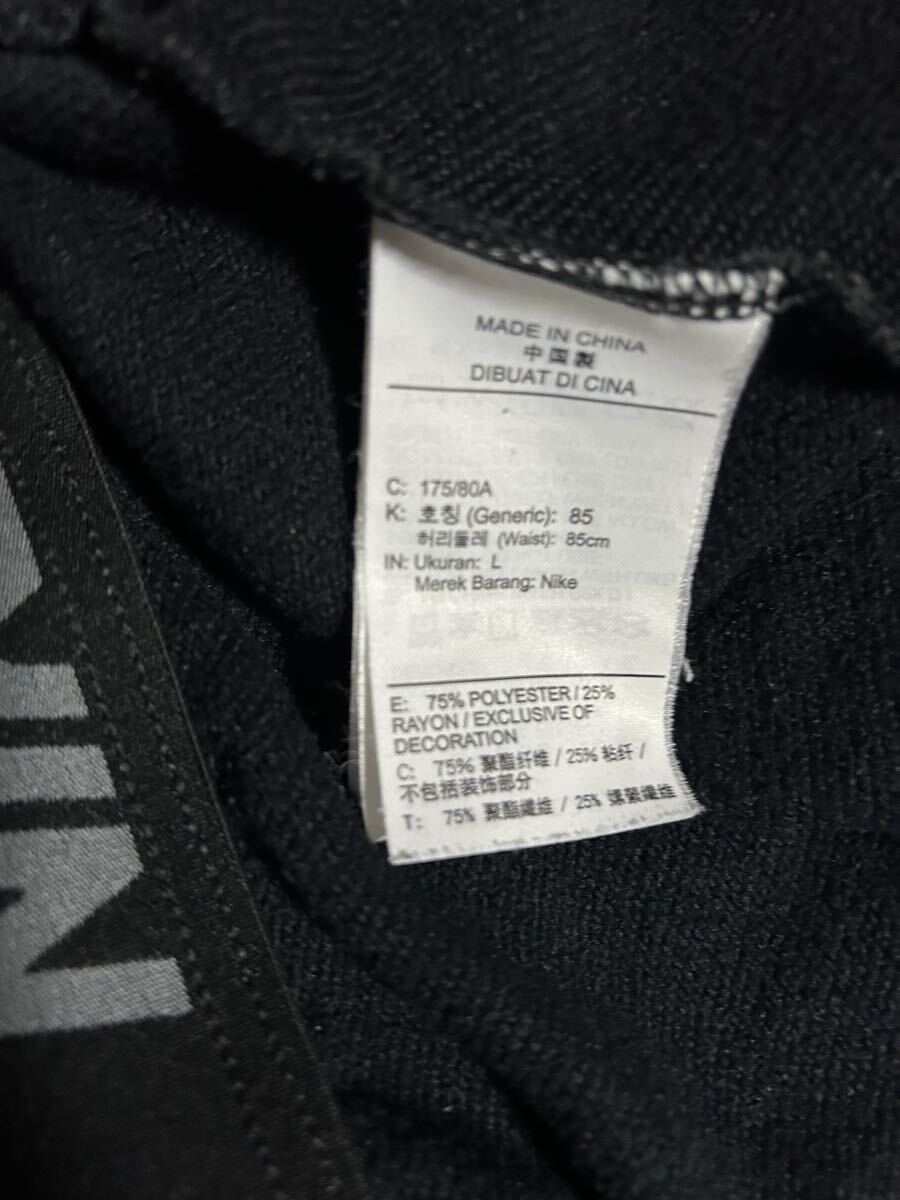 MADE IN CHINA
中国製
DIBUAT DI CINA
C: 175/80A
K: 호칭 (Generic): 85
허리둘레 (Waist): 85cm
IN: Ukuran: L
Merek Barang: Nike
E: 75% POLYESTER / 25%
RAYON / EXCLUSIVE OF
DECORATION
C: 75% 聚酯纤维 / 25% 粘纤 /
不包括装饰部分
T: 75% 聚酯纖維 / 25% 嫘縈纖維